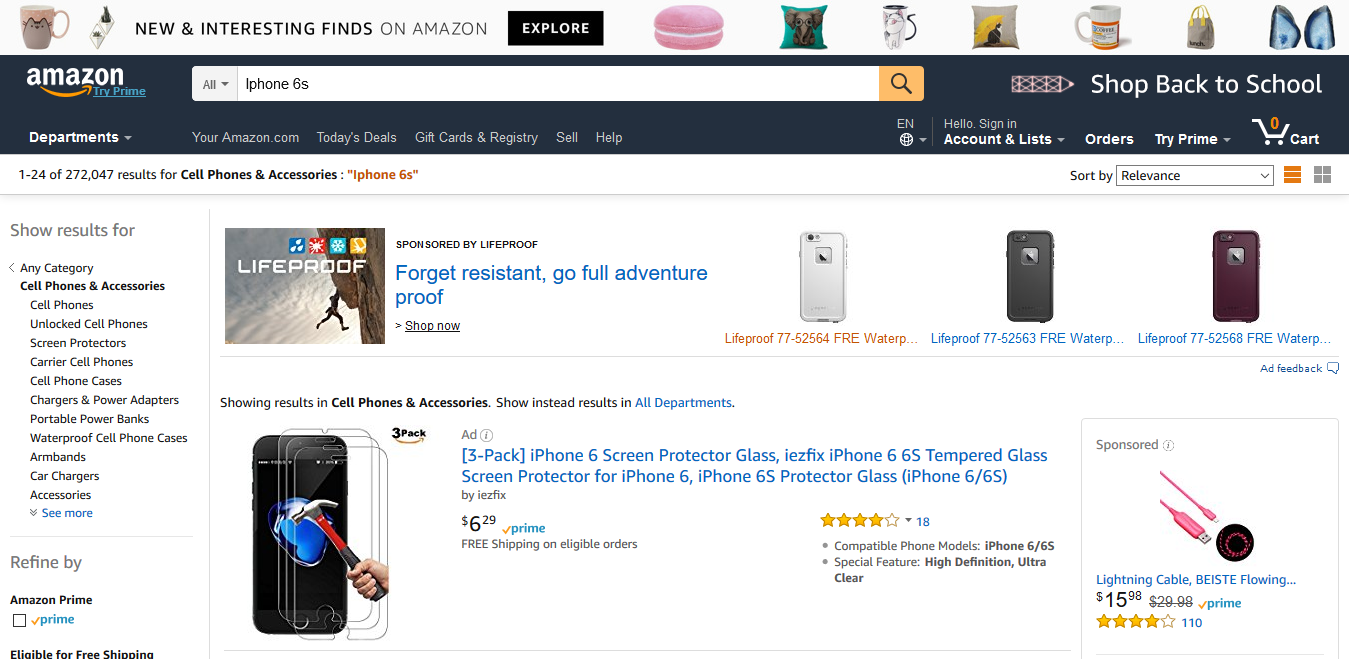 NEW & INTERESTING FINDS ON AMAZON EXPLORE
amazon
Try Prime
All
Iphone 6s
Shop Back to School
Departments
Your Amazon.com
Today's Deals
Gift Cards & Registry
Sell
Help
EN
Hello. Sign in
Account & Lists
Orders
Try Prime
0
Cart
1-24 of 272,047 results for Cell Phones & Accessories : "Iphone 6s"
Sort by Relevance
Show results for
Any Category
Cell Phones & Accessories
Cell Phones
Unlocked Cell Phones
Screen Protectors
Carrier Cell Phones
Cell Phone Cases
Chargers & Power Adapters
Portable Power Banks
Waterproof Cell Phone Cases
Armbands
Car Chargers
Accessories
See more
Refine by
Amazon Prime
prime
Eligible for Free Shipping
LIFEPROOF
SPONSORED BY LIFEPROOF
Forget resistant, go full adventure
proof
> Shop now
Lifeproof 77-52564 FRE Waterp...
Lifeproof 77-52563 FRE Waterp...
Lifeproof 77-52568 FRE Waterp...
Ad feedback
Showing results in Cell Phones & Accessories. Show instead results in All Departments.
3Pack
Ad
[3-Pack] iPhone 6 Screen Protector Glass, iezfix iPhone 6 6S Tempered Glass
Screen Protector for iPhone 6, iPhone 6S Protector Glass (iPhone 6/6S)
by iezfix
$6 29 prime
FREE Shipping on eligible orders
18
Compatible Phone Models: iPhone 6/6S
Special Feature: High Definition, Ultra
Clear
Sponsored
Lightning Cable, BEISTE Flowing...
$15 98 $29.98 prime
110